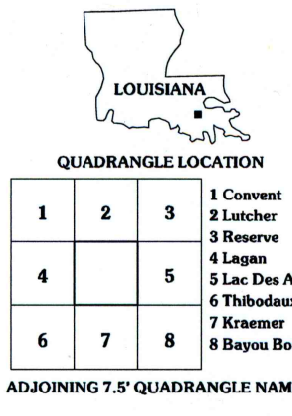 LOUISIANA
QUADRANGLE LOCATION
1 2 3
4 5
6 7 8
1 Convent
2 Lutcher
3 Reserve
4 Lagan
5 Lac Des A
6 Thibodau
7 Kraemer
8 Bayou Bo
ADJOINING 7.5' QUADRANGLE NAM